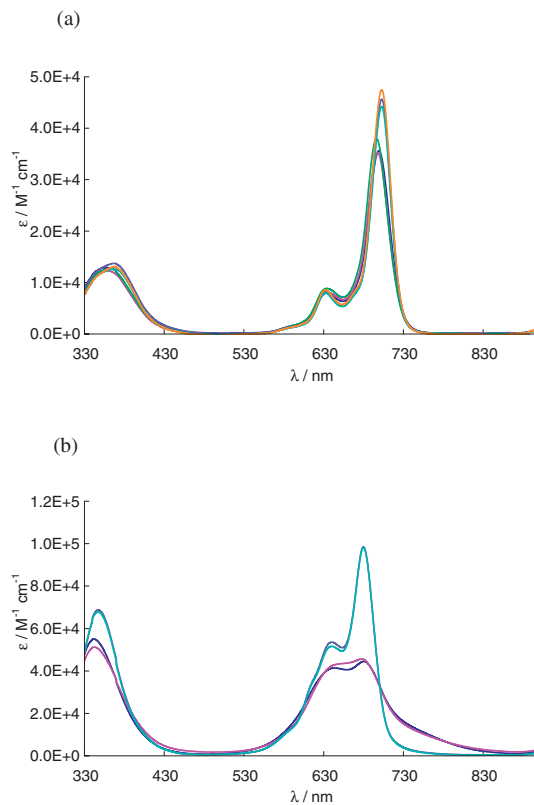 (a)
5.0E+4
4.0E+4
3.0E+4
2.0E+4
1.0E+4
0.0E+0
ε / M⁻¹ cm⁻¹
330 430 530 630 730 830
λ / nm
(b)
1.2E+5
1.0E+5
8.0E+4
6.0E+4
4.0E+4
2.0E+4
0.0E+0
ε / M⁻¹ cm⁻¹
330 430 530 630 730 830
λ / nm